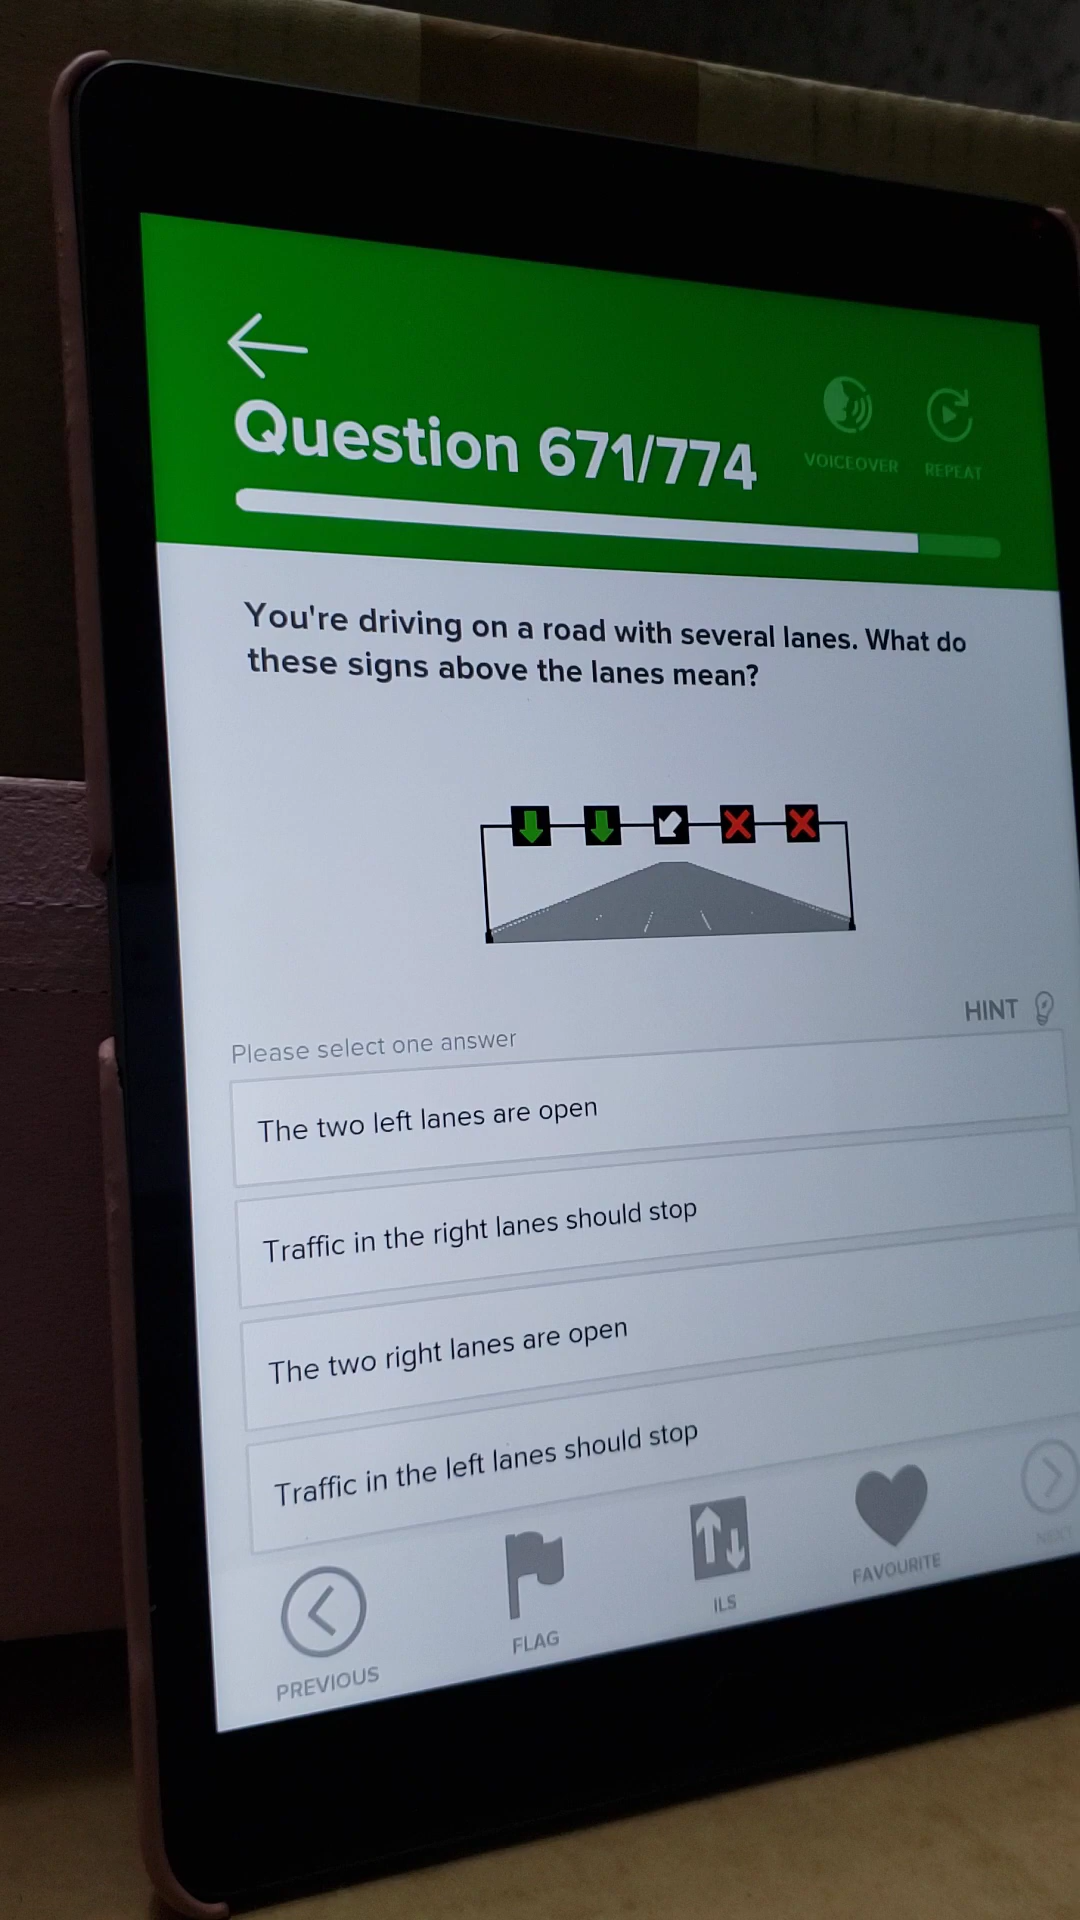 Question 671/774
VOICEOVER
REPEAT
You're driving on a road with several lanes. What do
these signs above the lanes mean?
HINT
Please select one answer
The two left lanes are open
Traffic in the right lanes should stop
The two right lanes are open
Traffic in the left lanes should stop
PREVIOUS
FLAG
ILS
FAVOURITE
NEXT